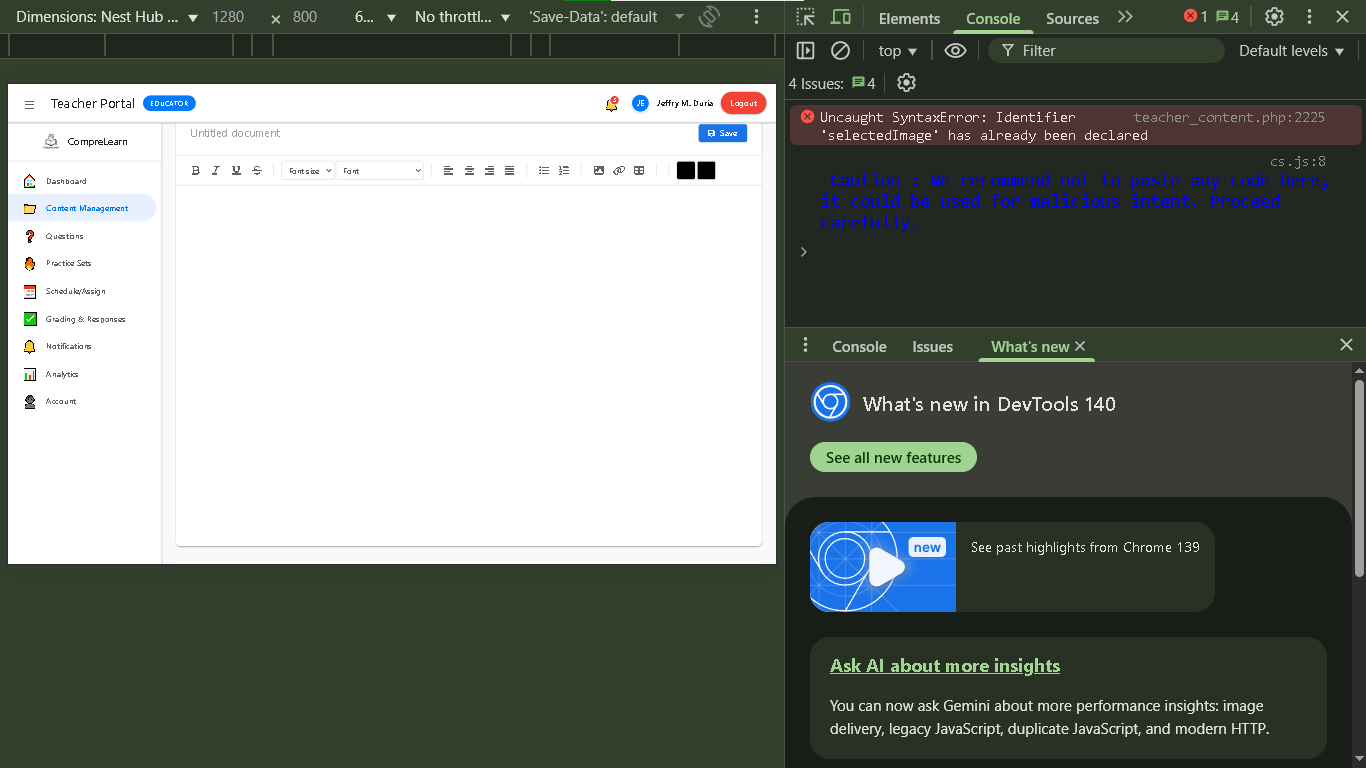 Dimensions: Nest Hub ... 1280 × 800 6... No throttl... 'Save-Data': default
Elements Console Sources 1 4
top Filter Default levels
4 Issues: 4
Uncaught SyntaxError: Identifier teacher_content.php:2225
'selectedImage' has already been declared
cs.js:8
Caution : We recommend not to paste any code here,
it could be used for malicious intent. Proceed
carefully.
Teacher Portal EDUCATOR JE Jeffry M. Duria Logout
CompreLearn
Untitled document Save
B I U S Font size Font
Dashboard
Content Management
Questions
Practice Sets
Schedule/Assign
Grading & Responses
Notifications
Analytics
Account
Console Issues What's new
What's new in DevTools 140
See all new features
new
See past highlights from Chrome 139
Ask AI about more insights
You can now ask Gemini about more performance insights: image
delivery, legacy JavaScript, duplicate JavaScript, and modern HTTP.